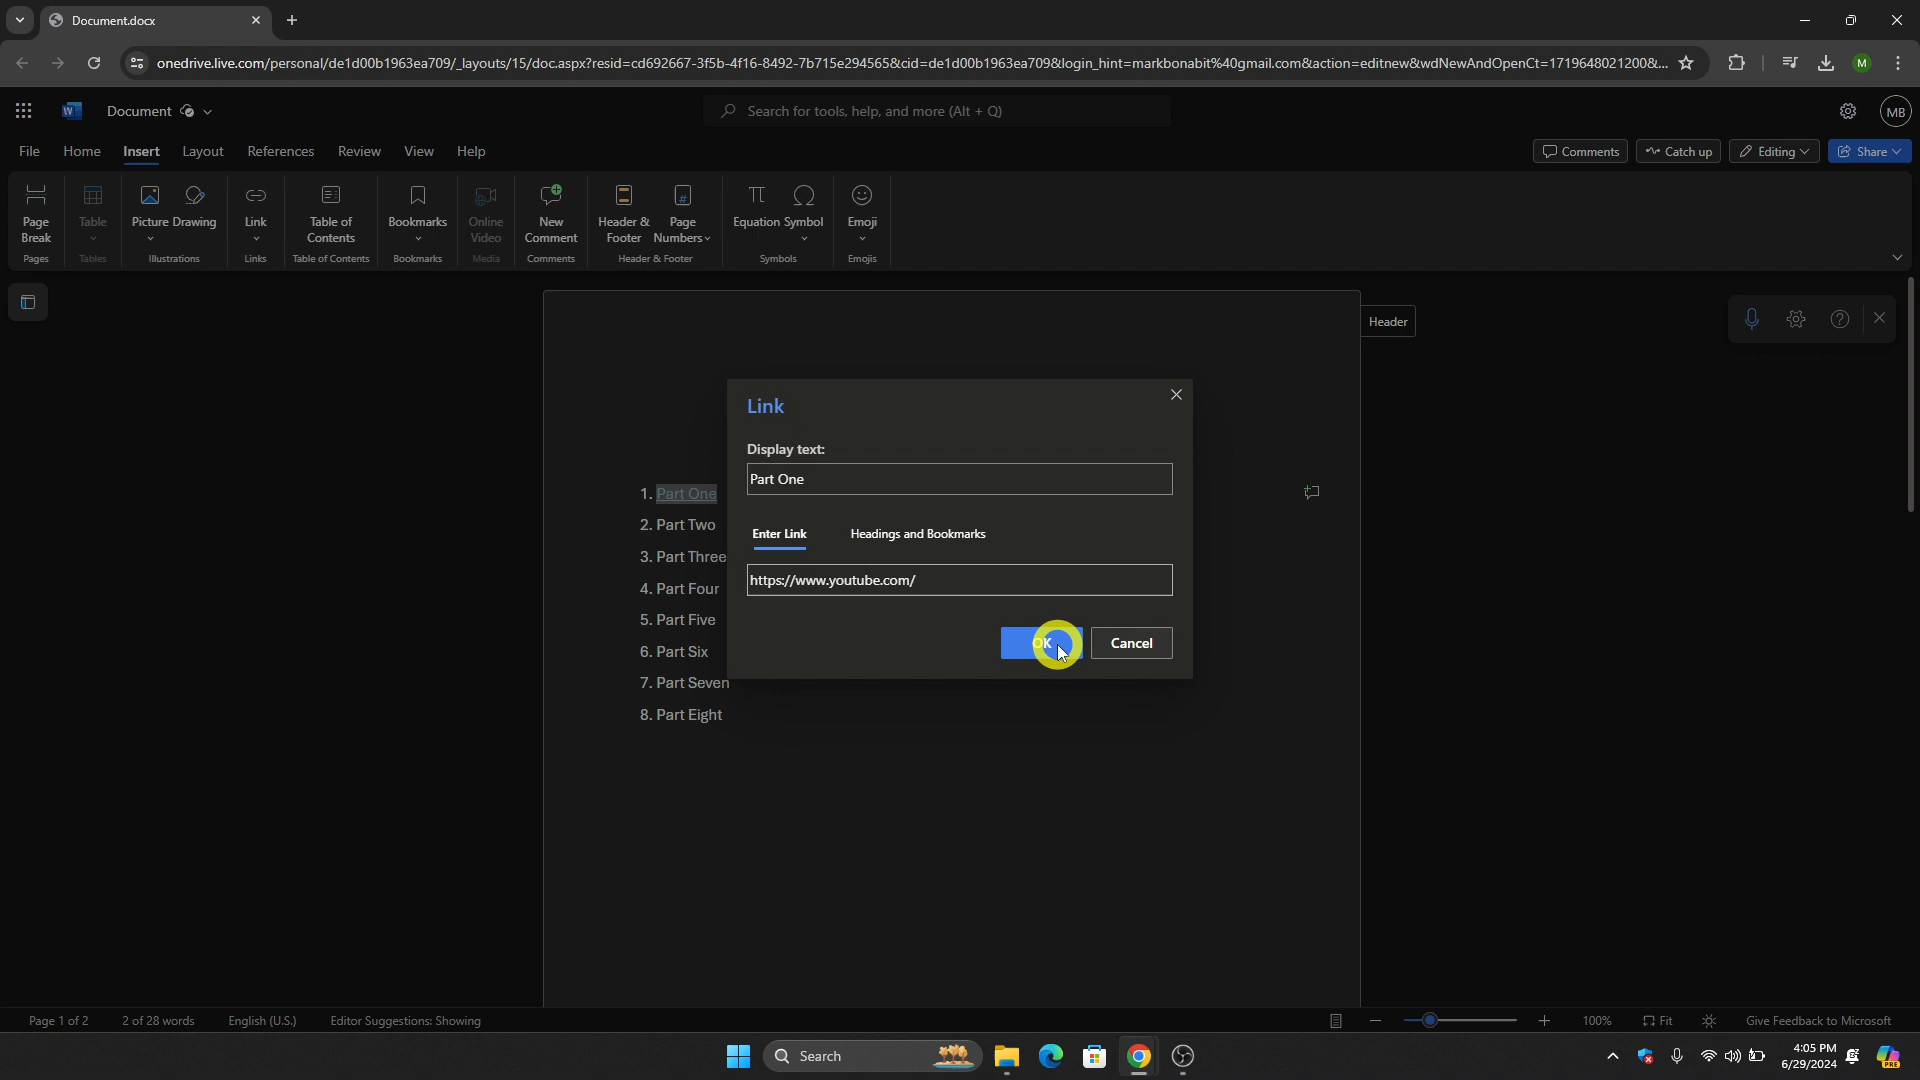 Document.docx
onedrive.live.com/personal/de1d00b1963ea709/_layouts/15/doc.aspx?resid=cd692667-3f5b-4f16-8492-7b715e294565&cid=de1d00b1963ea709&login_hint=markbonabit%40gmail.com&action=editnew&wdNewAndOpenCt=1719648021200&...
M
W Document
Search for tools, help, and more (Alt + Q)
MB
File Home Insert Layout References Review View Help
Comments Catch up Editing Share
Page Break
Table
Picture Drawing
Link
Table of Contents
Bookmarks
Online Video
New Comment
Header & Footer
Page Numbers
Equation Symbol
Emoji
Pages Tables Illustrations Links Table of Contents Bookmarks Media Comments Header & Footer Symbols Emojis
Header
Link
Display text:
Part One
Enter Link Headings and Bookmarks
https://www.youtube.com/
OK Cancel
1. Part One
2. Part Two
3. Part Three
4. Part Four
5. Part Five
6. Part Six
7. Part Seven
8. Part Eight
Page 1 of 2 2 of 28 words English (U.S.) Editor Suggestions: Showing
100% Fit Give Feedback to Microsoft
Search
4:05 PM
6/29/2024
PRE